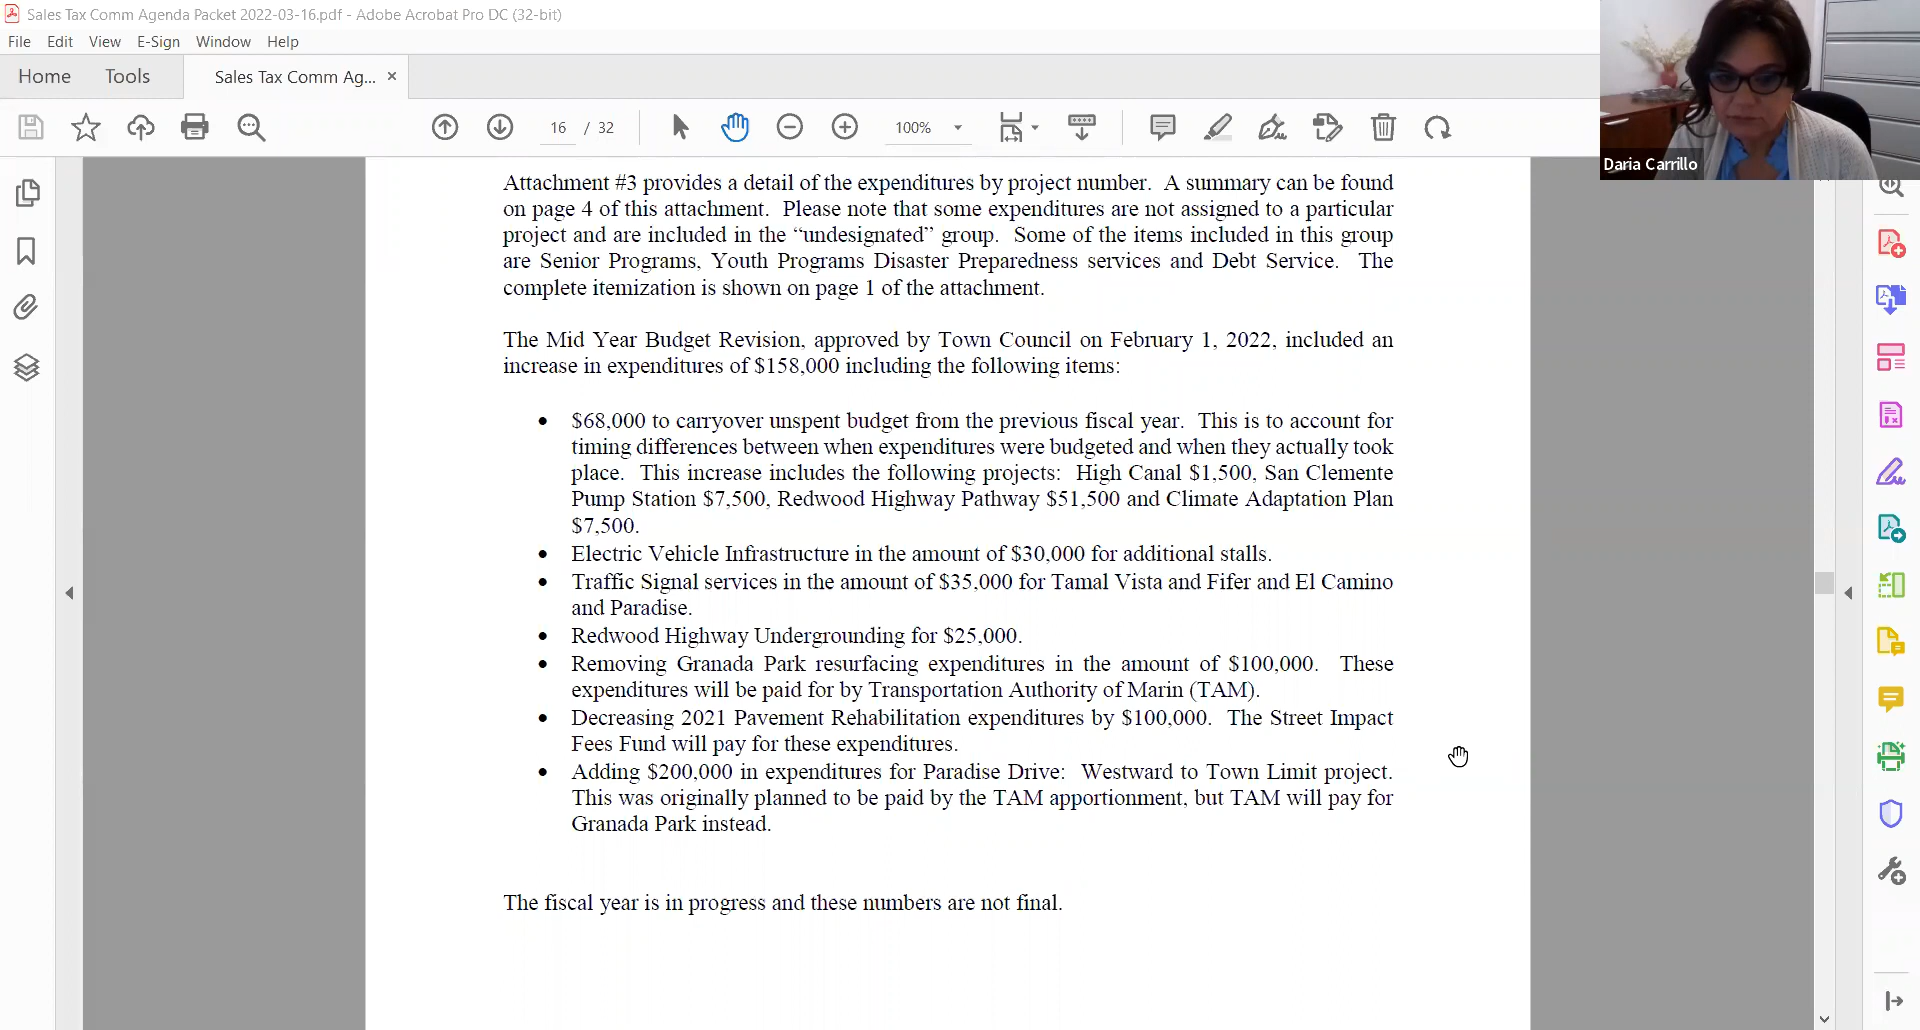 Sales Tax Comm Agenda Packet 2022-03-16.pdf - Adobe Acrobat Pro DC (32-bit)
File Edit View E-Sign Window Help
Home Tools Sales Tax Comm Ag... ×
16 / 32 100%
Daria Carrillo
Attachment #3 provides a detail of the expenditures by project number. A summary can be found
on page 4 of this attachment. Please note that some expenditures are not assigned to a particular
project and are included in the “undesignated” group. Some of the items included in this group
are Senior Programs, Youth Programs Disaster Preparedness services and Debt Service. The
complete itemization is shown on page 1 of the attachment.
The Mid Year Budget Revision, approved by Town Council on February 1, 2022, included an
increase in expenditures of $158,000 including the following items:
• $68,000 to carryover unspent budget from the previous fiscal year. This is to account for
timing differences between when expenditures were budgeted and when they actually took
place. This increase includes the following projects: High Canal $1,500, San Clemente
Pump Station $7,500, Redwood Highway Pathway $51,500 and Climate Adaptation Plan
$7,500.
• Electric Vehicle Infrastructure in the amount of $30,000 for additional stalls.
• Traffic Signal services in the amount of $35,000 for Tamal Vista and Fifer and El Camino
and Paradise.
• Redwood Highway Undergrounding for $25,000.
• Removing Granada Park resurfacing expenditures in the amount of $100,000. These
expenditures will be paid for by Transportation Authority of Marin (TAM).
• Decreasing 2021 Pavement Rehabilitation expenditures by $100,000. The Street Impact
Fees Fund will pay for these expenditures.
• Adding $200,000 in expenditures for Paradise Drive: Westward to Town Limit project.
This was originally planned to be paid by the TAM apportionment, but TAM will pay for
Granada Park instead.
The fiscal year is in progress and these numbers are not final.